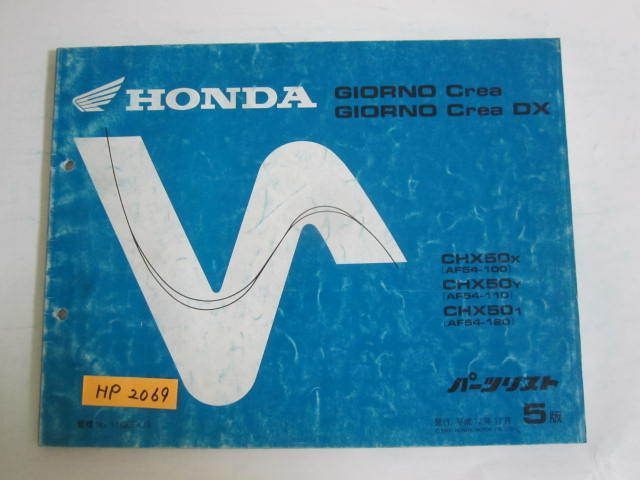 HONDA
GIORNO Crea
GIORNO Crea DX
CHX50X
(AF54-100)
CHX50Y
(AF54-110)
CHX501
(AF54-120)
パーツリスト
HP 2069
5版